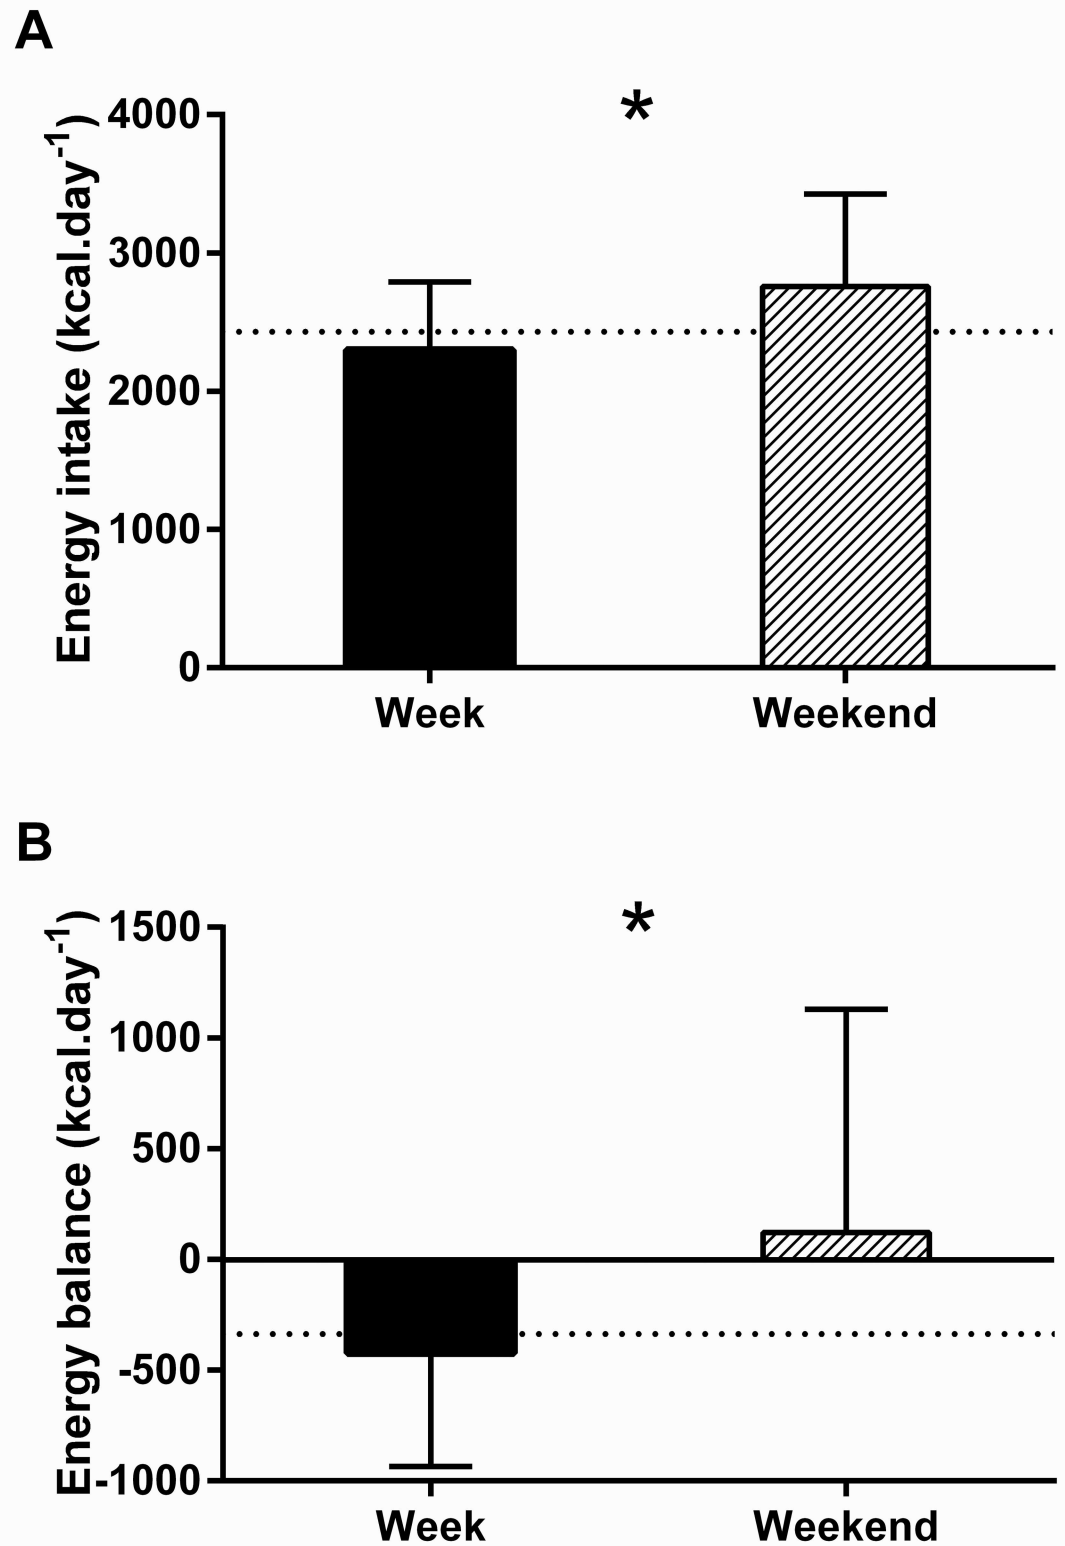 A
*
4000
3000
2000
1000
0
Energy intake (kcal.day-1)
Week Weekend
B
*
1500
1000
500
0
-500
-1000
Energy balance (kcal.day-1)
Week Weekend